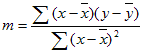 m = ∑(x − x̄)(y − ȳ) / ∑(x − x̄)²